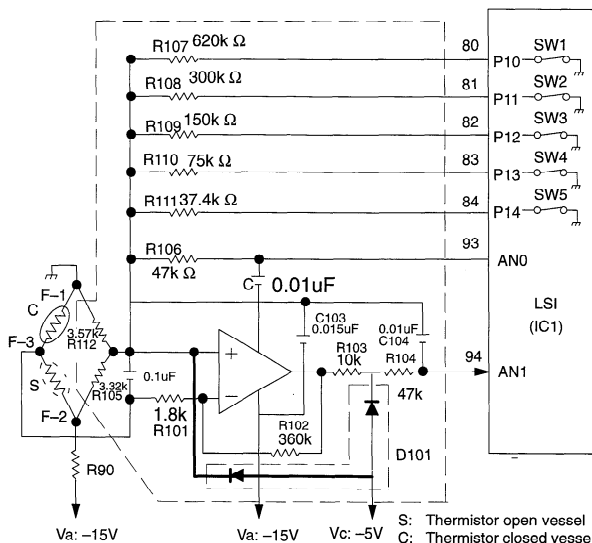 R107 620k Ω 80 P10 SW1
R108 300k Ω 81 P11 SW2
R109 150k Ω 82 P12 SW3
R110 75k Ω 83 P13 SW4
R111 37.4k Ω 84 P14 SW5
R106 47k Ω 93 AN0
C 0.01uF
LSI
(IC1)
F-1
C
3.57k
R112
F-3
S
3.32k
R105
F-2
R90
0.1uF
1.8k
R101
+
−
C103
0.015uF
R103
10k
0.01uF
C104
R104
47k
94 AN1
R102
360k
D101
Va: –15V
Va: –15V
Vc: –5V
S: Thermistor open vessel
C: Thermistor closed vesse